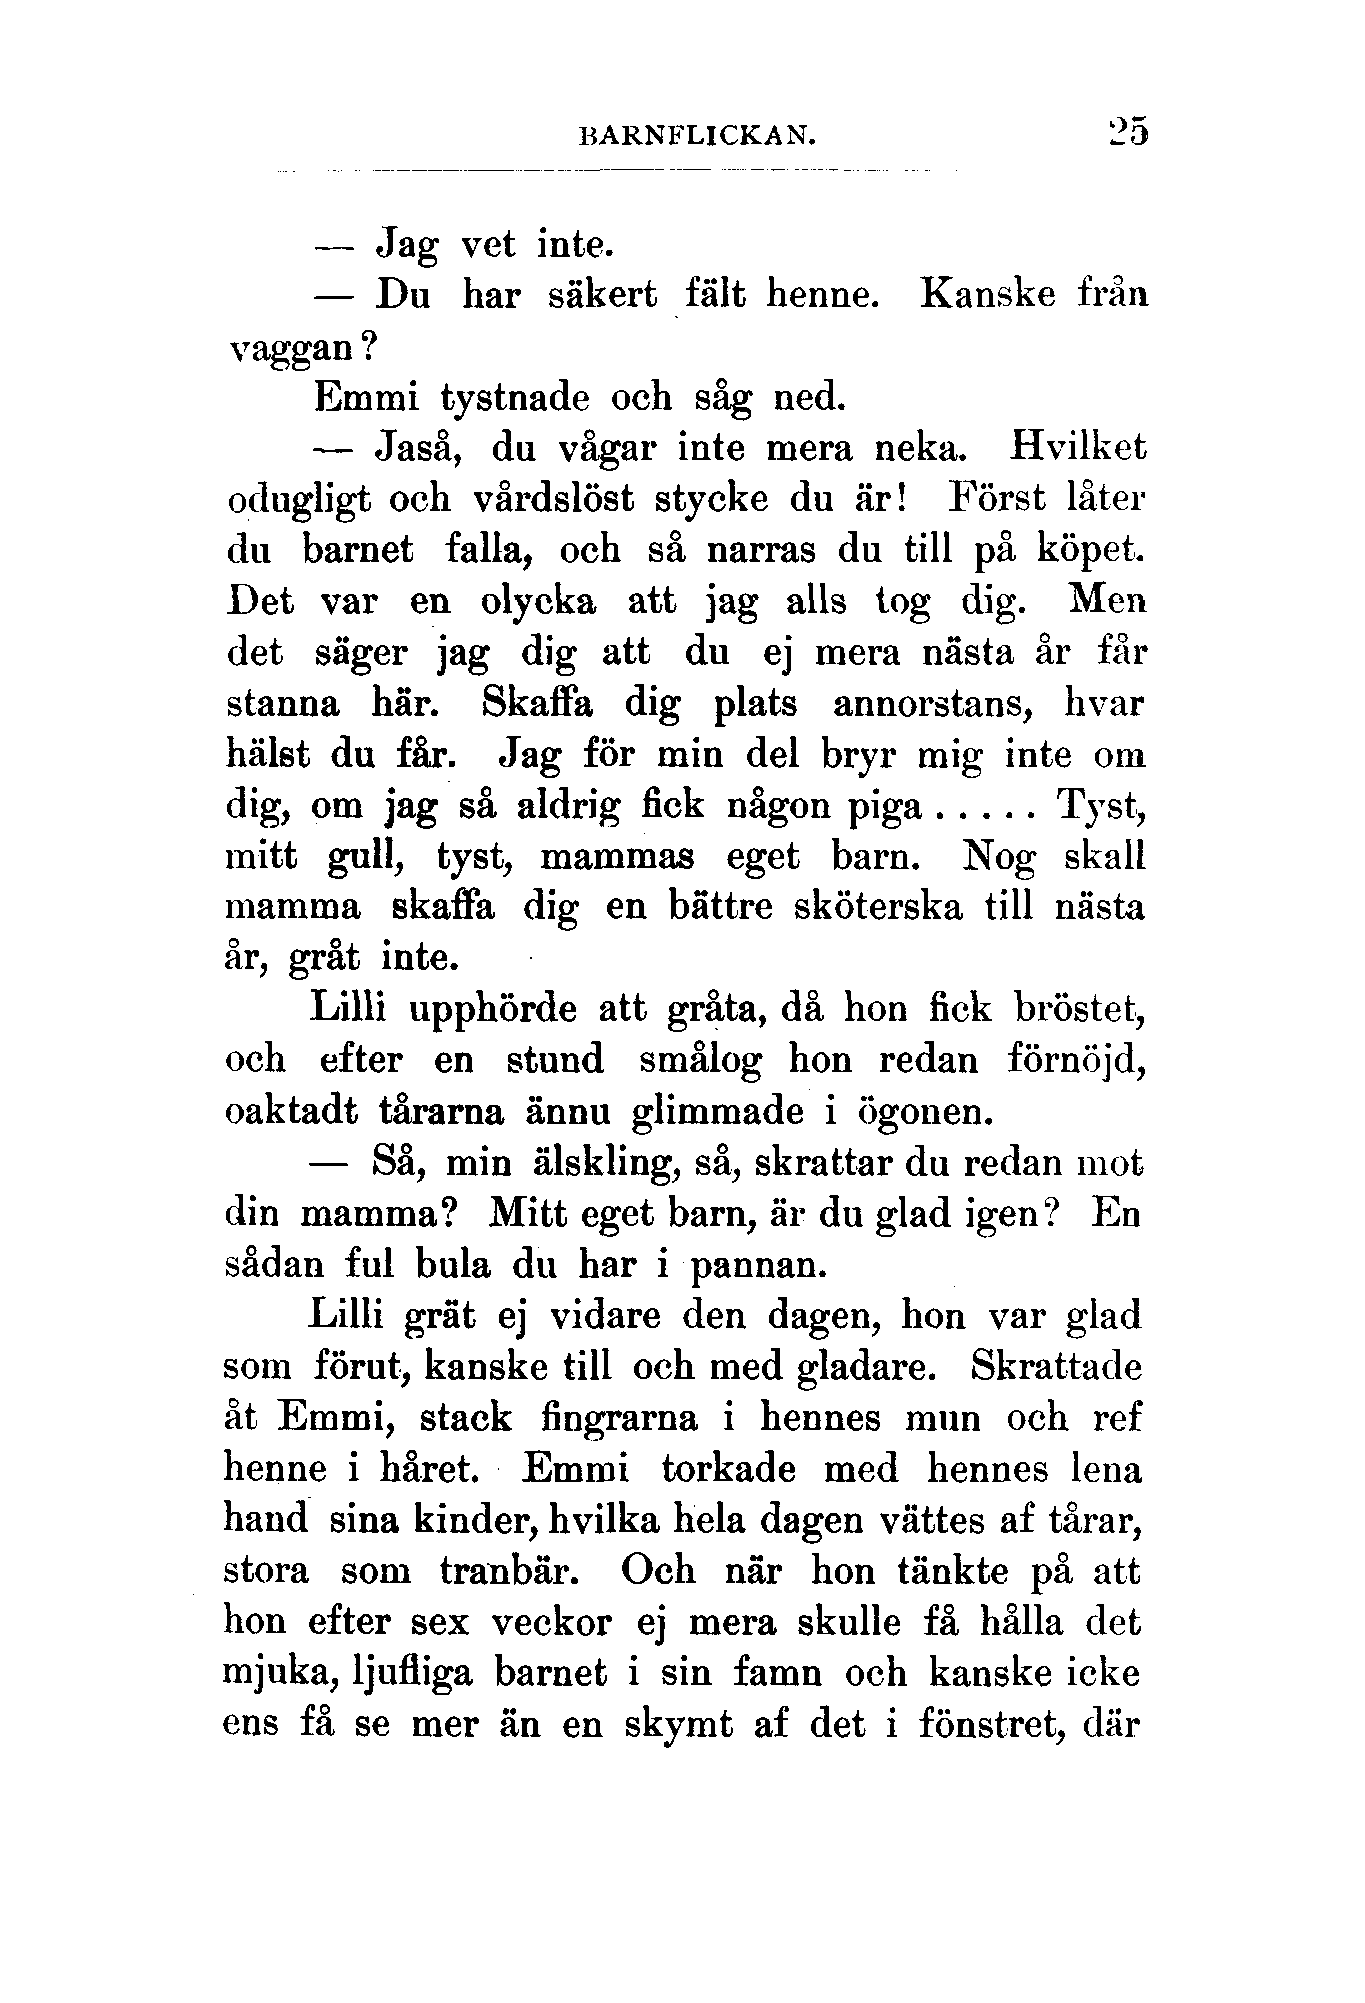 BARNFLICKAN. 25
— Jag vet inte.
— Du har säkert fält henne. Kanske från
vaggan?
Emmi tystnade och såg ned.
— Jaså, du vågar inte mera neka. Hvilket
odugligt och vårdslöst stycke du är! Först låter
du barnet falla, och så narras du till på köpet.
Det var en olycka att jag alls tog dig. Men
det säger jag dig att du ej mera nästa år får
stanna här. Skaffa dig plats annorstans, hvar
hälst du får. Jag för min del bryr mig inte om
dig, om jag så aldrig fick någon piga . . . . . Tyst,
mitt gull, tyst, mammas eget barn. Nog skall
mamma skaffa dig en bättre sköterska till nästa
år, gråt inte.
Lilli upphörde att gråta, då hon fick bröstet,
och efter en stund smålog hon redan förnöjd,
oaktadt tårarna ännu glimmade i ögonen.
— Så, min älskling, så, skrattar du redan mot
din mamma? Mitt eget barn, är du glad igen? En
sådan ful bula du har i pannan.
Lilli grät ej vidare den dagen, hon var glad
som förut, kanske till och med gladare. Skrattade
åt Emmi, stack fingrarna i hennes mun och ref
henne i håret. Emmi torkade med hennes lena
hand sina kinder, hvilka hela dagen vättes af tårar,
stora som tranbär. Och när hon tänkte på att
hon efter sex veckor ej mera skulle få hålla det
mjuka, ljufliga barnet i sin famn och kanske icke
ens få se mer än en skymt af det i fönstret, där